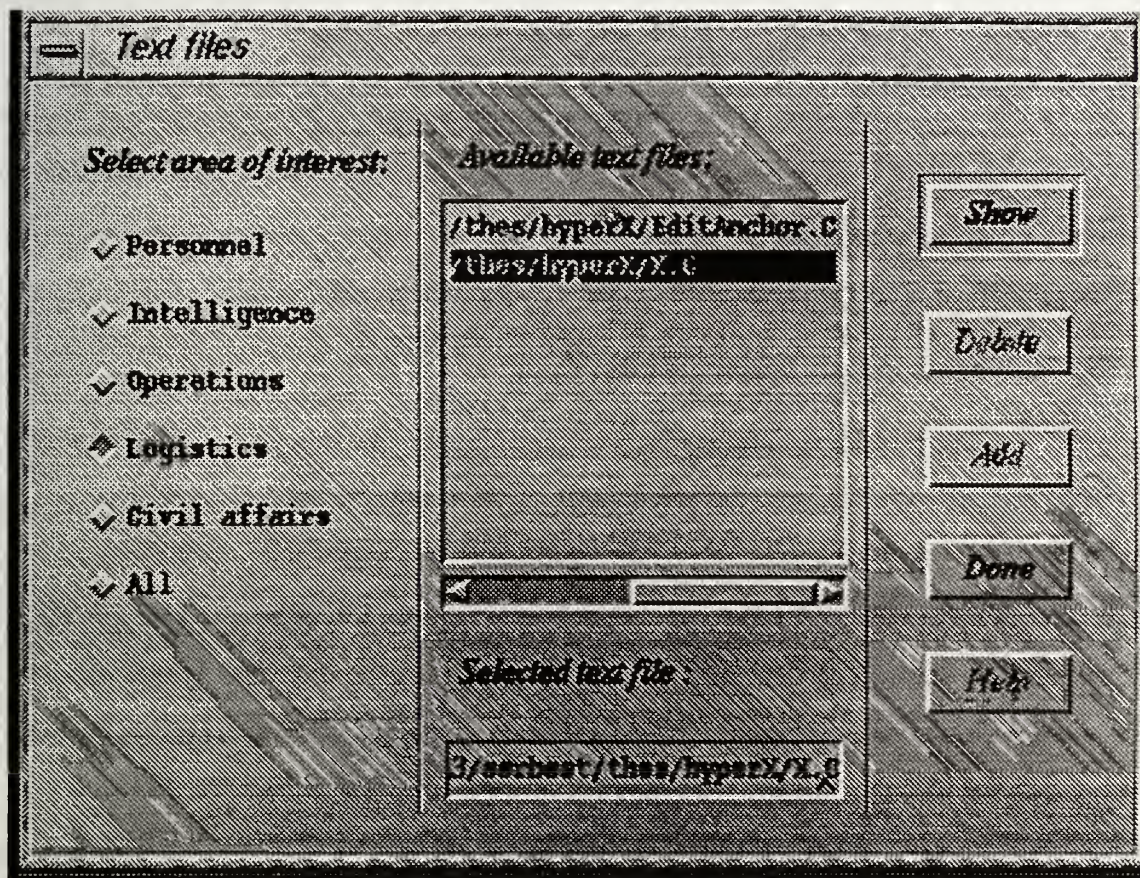 Text files
Select area of interest:
Personnel
Intelligence
Operations
Logistics
Civil affairs
All
Available text files:
/thes/hyperX/EditAnchor.C
/thes/hyperX/X.C
Selected text file :
3/serbest/thes/hyperX/X.C
Show
Delete
Add
Done
Help